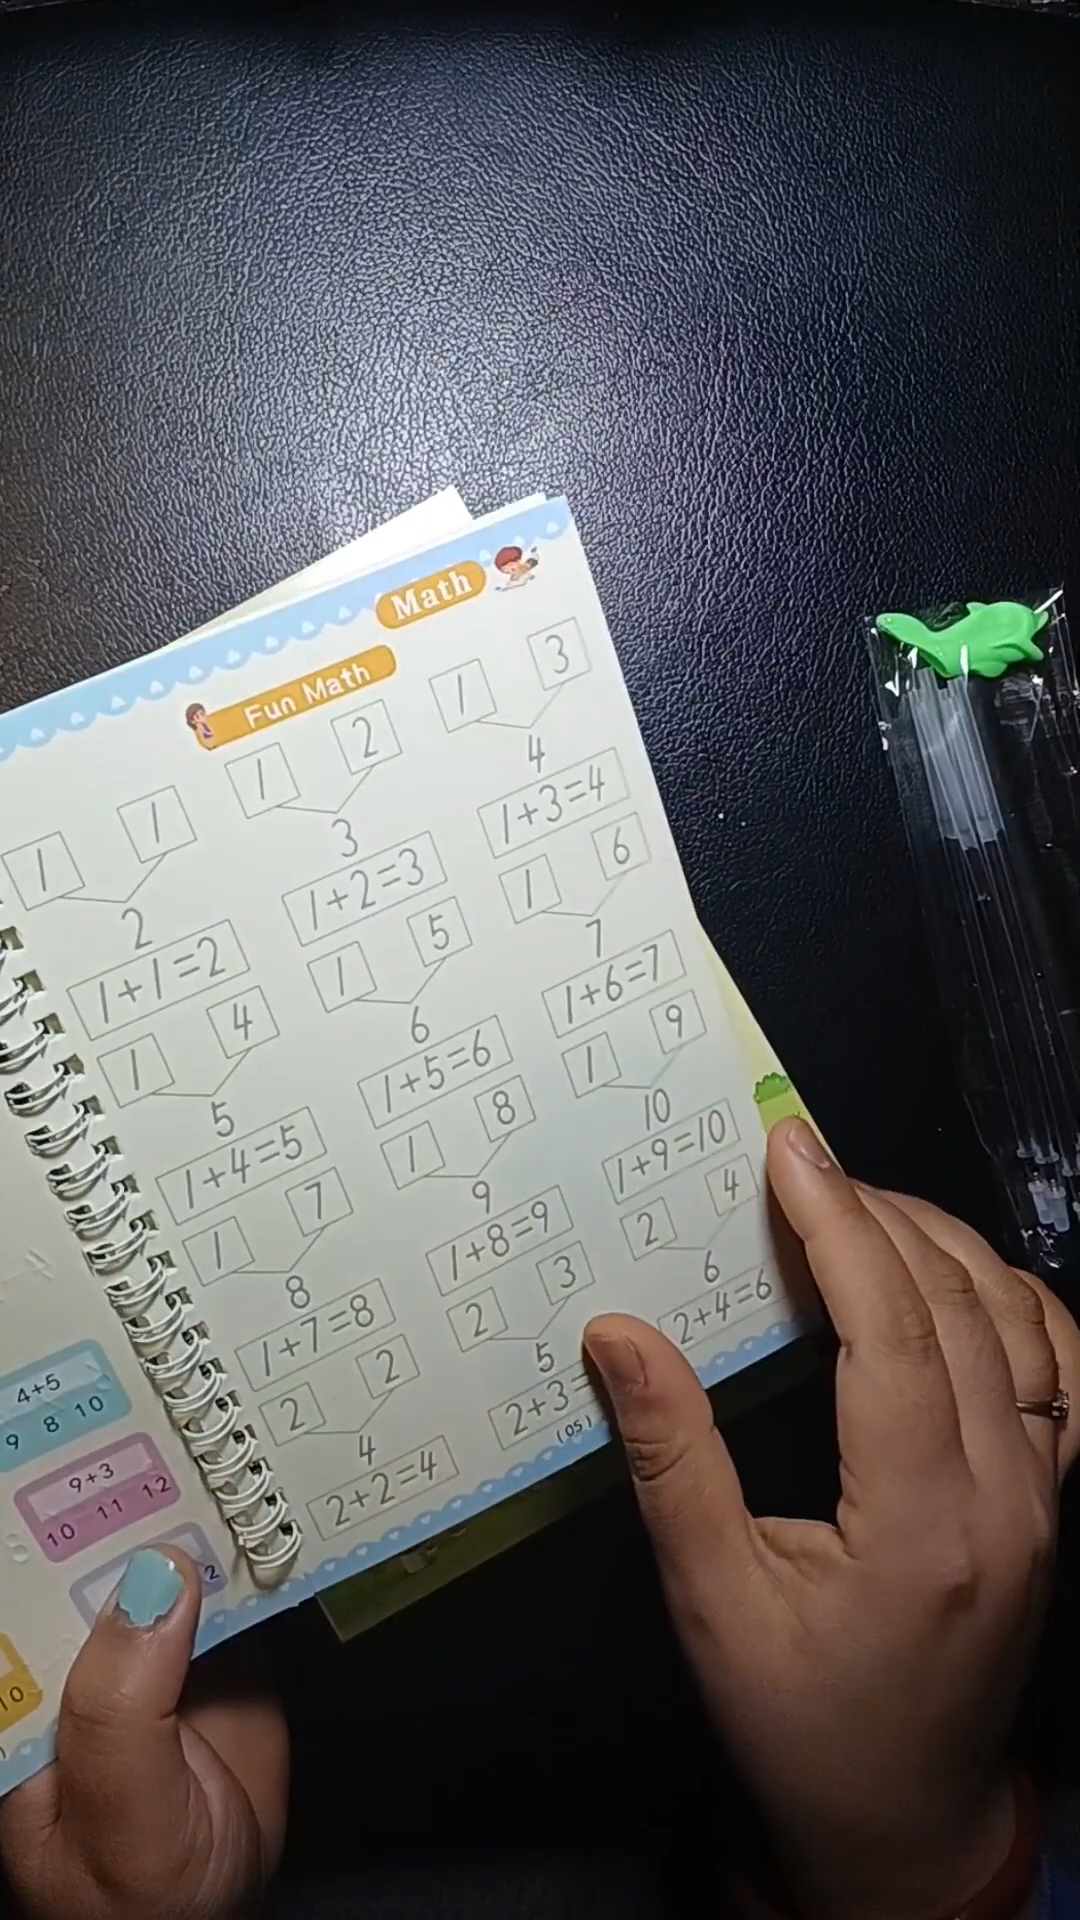 Math
Fun Math
1 1 1 2 1 3
2 3 4
1+1=2 1+2=3 1+3=4
1 4 1 5 1 6
5 6 7
1+4=5 1+5=6 1+6=7
1 7 1 8 1 9
8 9 10
1+7=8 1+8=9 1+9=10
2 2 2 3 2 4
4 5 6
2+2=4 2+3= 2+4=6
(05)
4+5
9 8 10
9+3
10 11 12
2
10